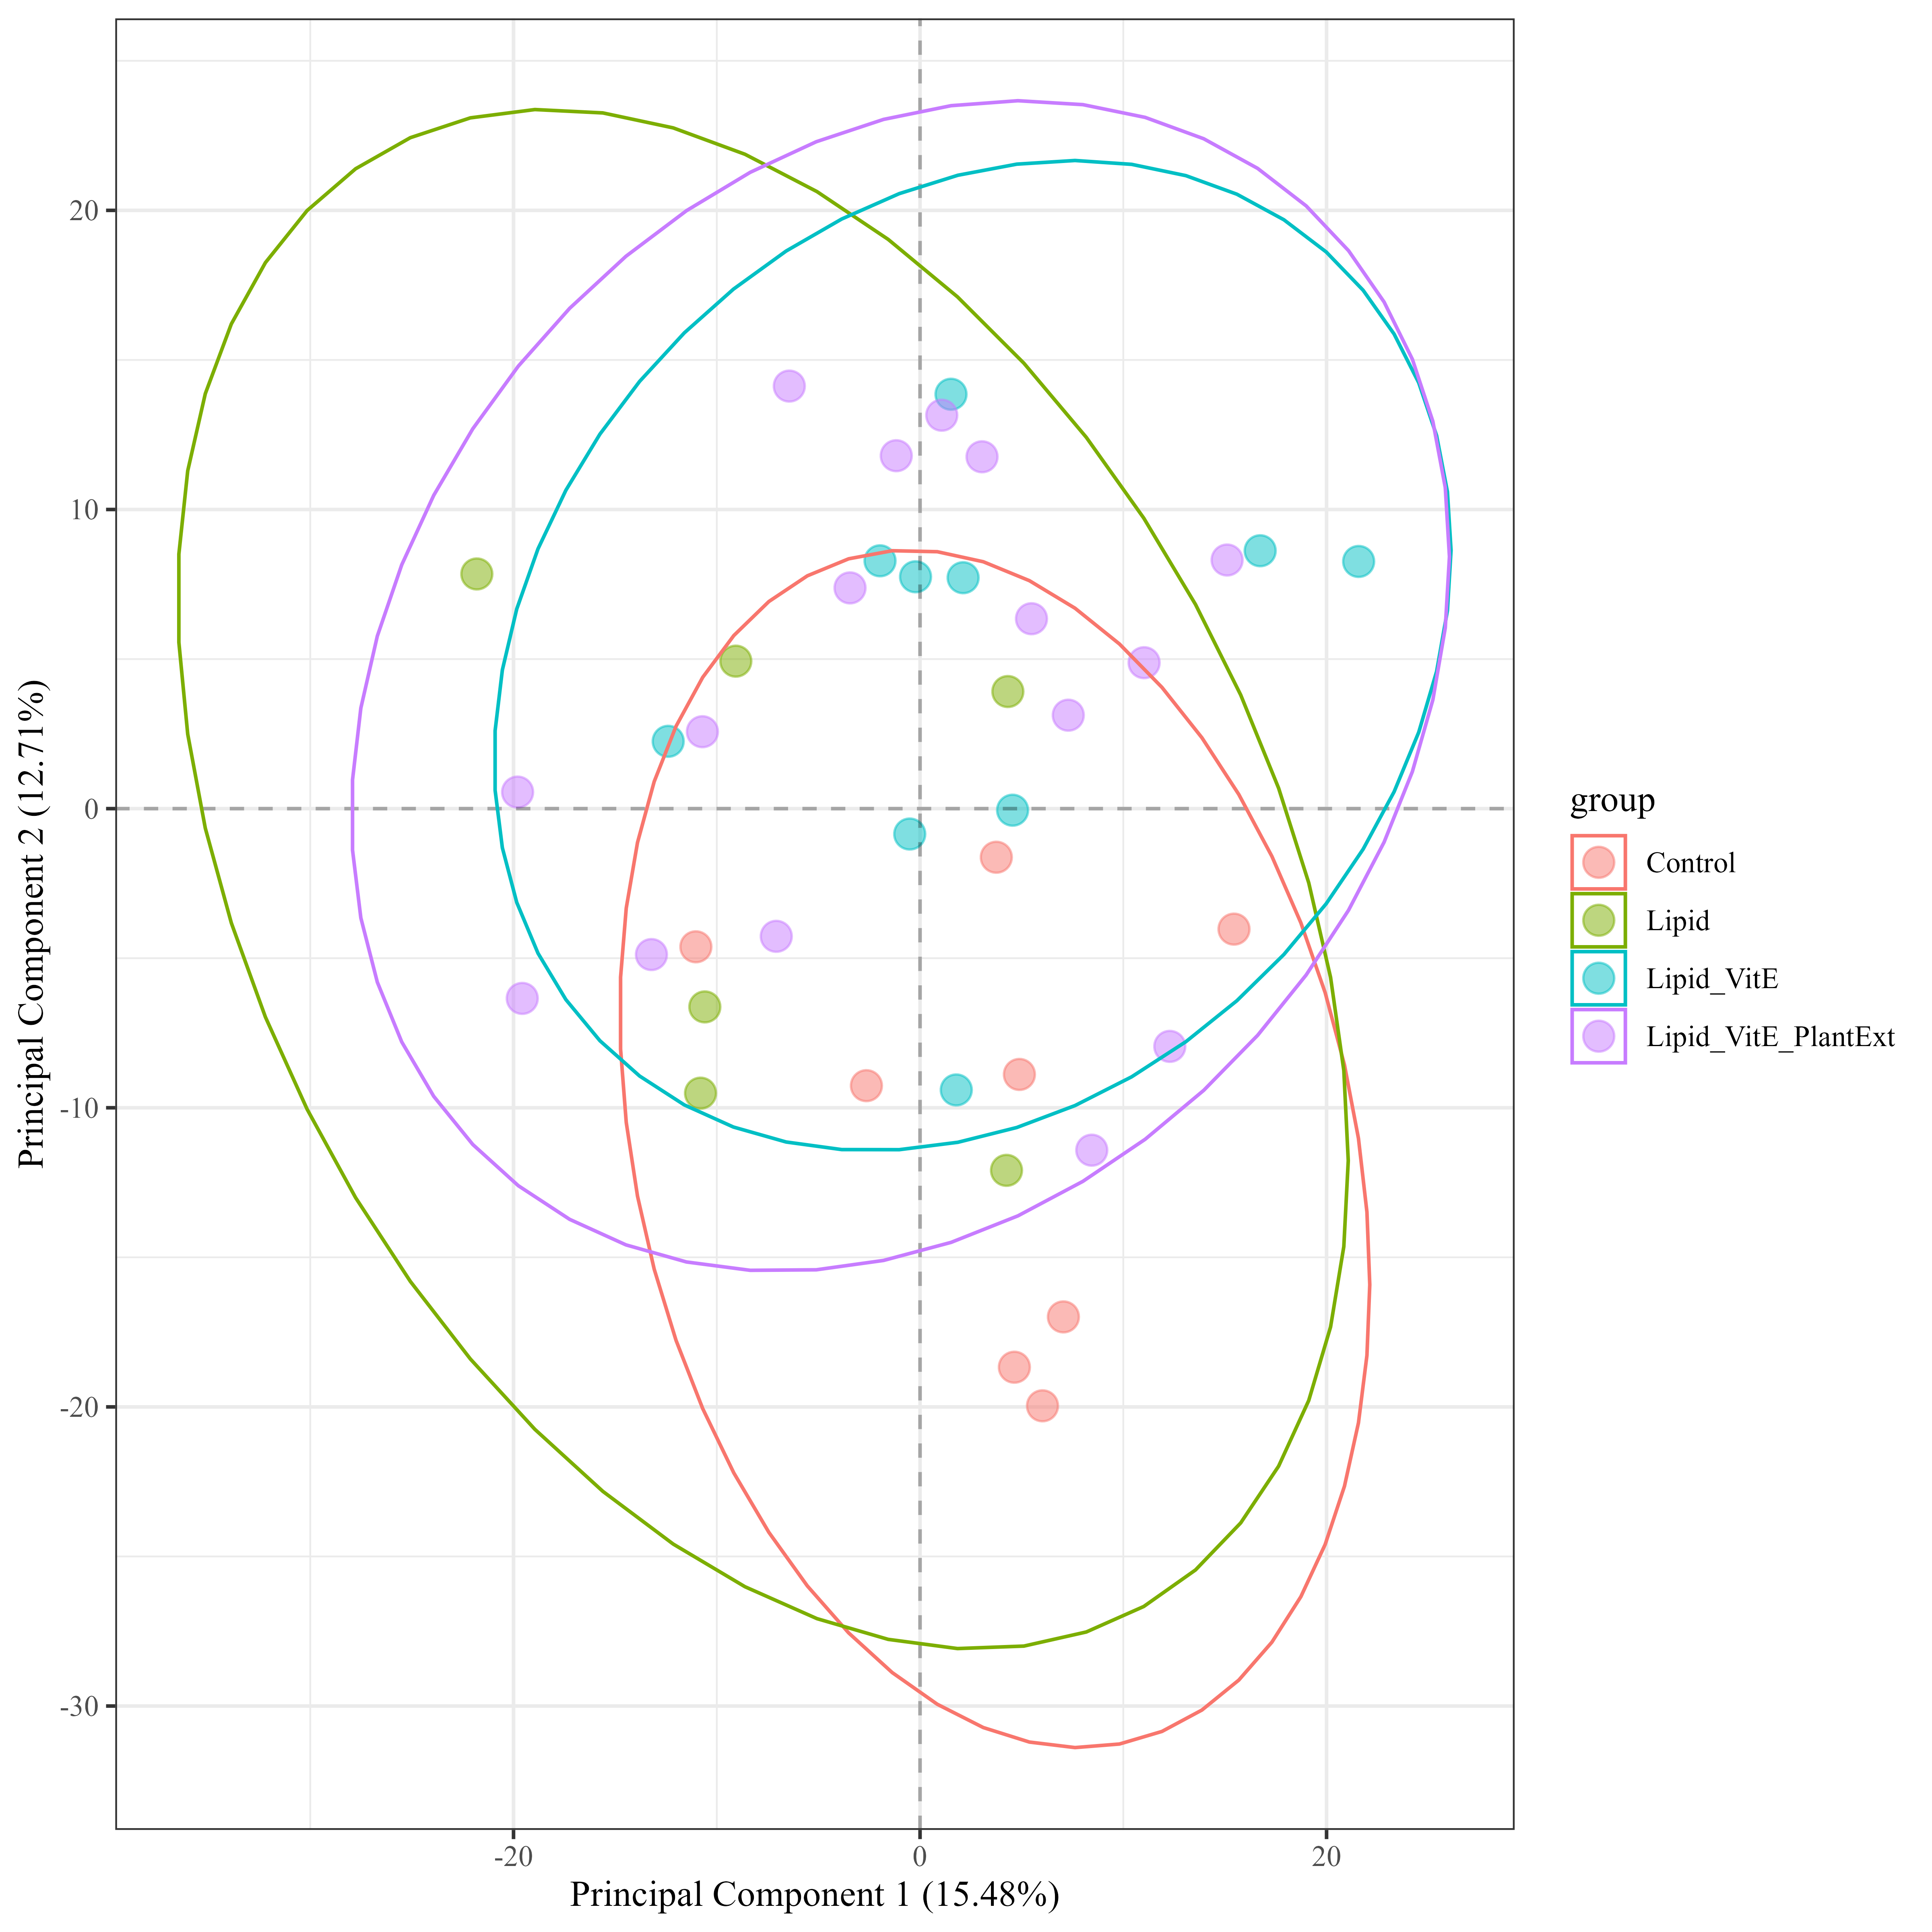 20
10
0
-10
-20
-30
-20
0
20
Principal Component 2 (12.71%)
Principal Component 1 (15.48%)
group
Control
Lipid
Lipid_VitE
Lipid_VitE_PlantExt